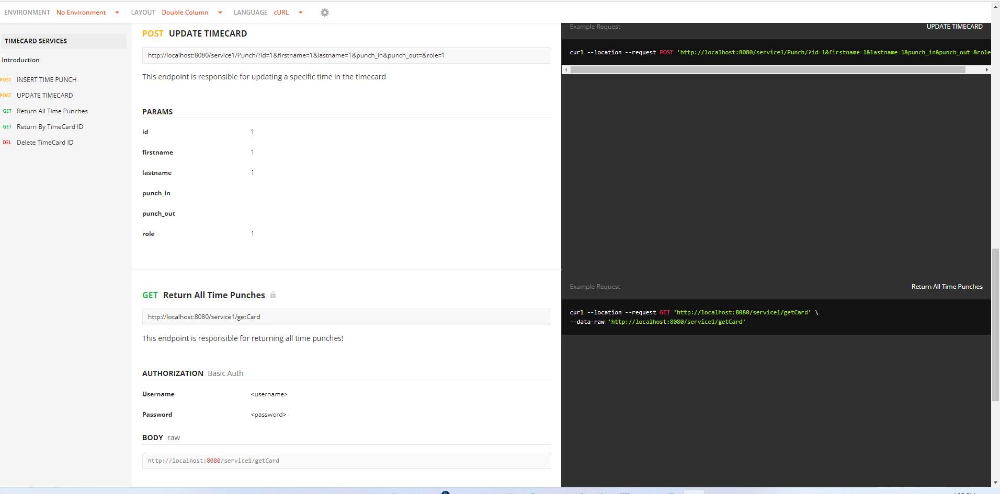 ENVIRONMENT No Environment LAYOUT Double Column LANGUAGE cURL
TIMECARD SERVICES
Introduction
POST INSERT TIME PUNCH
POST UPDATE TIMECARD
GET Return All Time Punches
GET Return By TimeCard ID
DEL Delete TimeCard ID
POST UPDATE TIMECARD
http://localhost:8080/service1/Punch/?id=1&firstname=1&lastname=1&punch_in&punch_out=&role=1
This endpoint is responsible for updating a specific time in the timecard
PARAMS
id 1
firstname 1
lastname 1
punch_in
punch_out
role 1
GET Return All Time Punches
http://localhost:8080/service1/getCard
This endpoint is responsible for returning all time punches!
AUTHORIZATION Basic Auth
Username <username>
Password <password>
BODY raw
http://localhost:8080/service1/getCard
Example Request UPDATE TIMECARD
curl --location --request POST 'http://localhost:8080/service1/Punch/?id=1&firstname=1&lastname=1&punch_in&punch_out=&role
Example Request Return All Time Punches
curl --location --request GET 'http://localhost:8080/service1/getCard' \
--data-raw 'http://localhost:8080/service1/getCard'